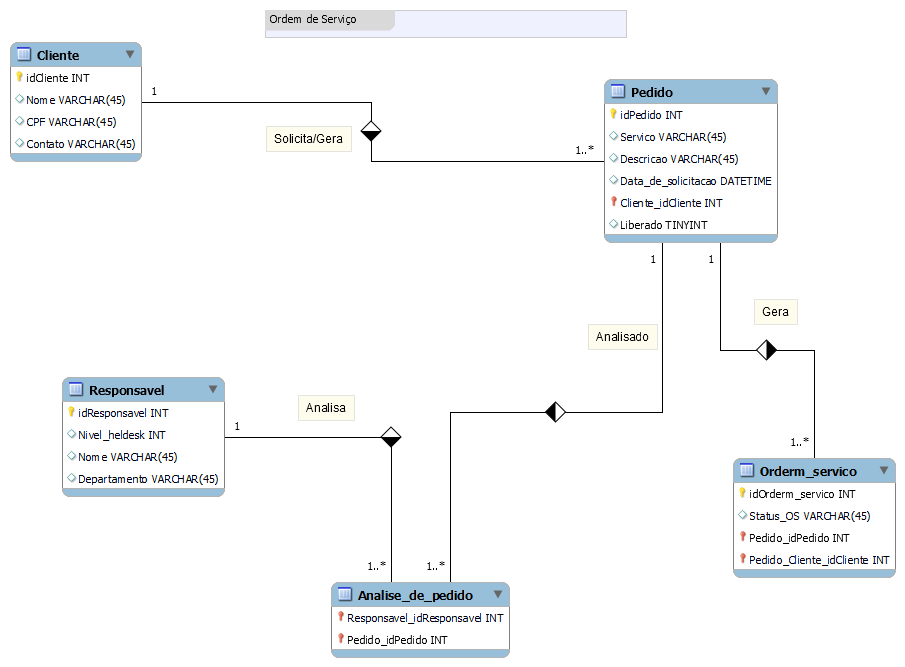 Ordem de Serviço
Cliente
idCliente INT
Nome VARCHAR(45)
CPF VARCHAR(45)
Contato VARCHAR(45)
1
Solicita/Gera
1..*
Pedido
idPedido INT
Servico VARCHAR(45)
Descricao VARCHAR(45)
Data_de_solicitacao DATETIME
Cliente_idCliente INT
Liberado TINYINT
1
1
Gera
Analisado
Responsavel
idResponsavel INT
Nivel_heldesk INT
Nome VARCHAR(45)
Departamento VARCHAR(45)
1
Analisa
1..*
1..*
1..*
Orderm_servico
idOrderm_servico INT
Status_OS VARCHAR(45)
Pedido_idPedido INT
Pedido_Cliente_idCliente INT
Analise_de_pedido
Responsavel_idResponsavel INT
Pedido_idPedido INT